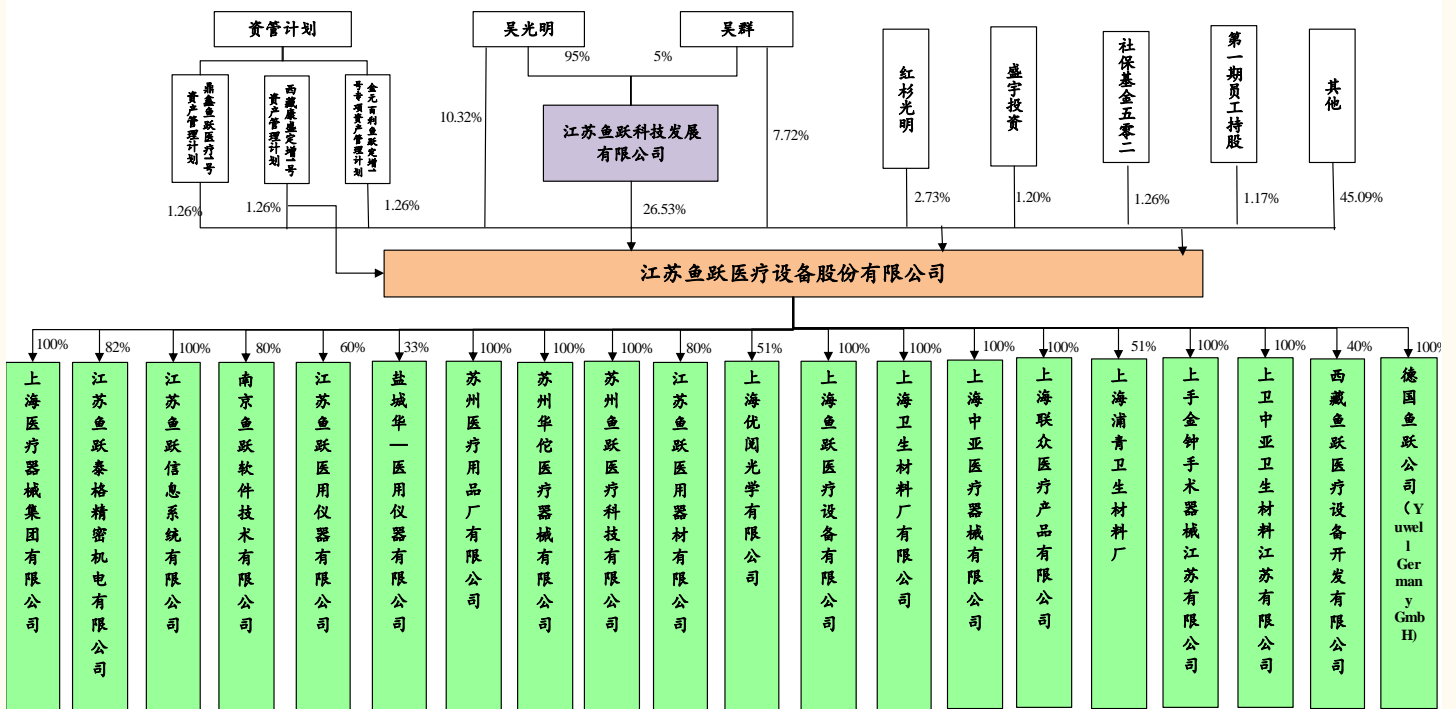 资管计划
吴光明
吴群
95%
5%
鼎鑫鱼跃医疗1号
资产管理计划
西藏康盛定增1号
资产管理计划
金元百利鱼跃定增1
号专项资产管理计划
10.32%
江苏鱼跃科技发展
有限公司
7.72%
红杉光明
盛宇投资
社保基金五零二
第一期员工持股
其他
1.26%
1.26%
1.26%
26.53%
2.73%
1.20%
1.26%
1.17%
45.09%
江苏鱼跃医疗设备股份有限公司
100%
82%
100%
80%
60%
33%
100%
100%
100%
80%
51%
100%
100%
100%
100%
51%
100%
100%
40%
100%
上海医疗器械集团有限公司
江苏鱼跃泰格精密机电有限公司
江苏鱼跃信息系统有限公司
南京鱼跃软件技术有限公司
江苏鱼跃医用仪器有限公司
盐城华一医用仪器有限公司
苏州医疗用品厂有限公司
苏州华佗医疗器械有限公司
苏州鱼跃医疗科技有限公司
江苏鱼跃医用器材有限公司
上海优阅光学有限公司
上海鱼跃医疗设备有限公司
上海卫生材料厂有限公司
上海中亚医疗器械有限公司
上海联众医疗产品有限公司
上海浦青卫生材料厂
上手金钟手术器械江苏有限公司
上卫中亚卫生材料江苏有限公司
西藏鱼跃医疗设备开发有限公司
德国鱼跃公司（Y
uwel
l
Ger
man
y
Gmb
H)